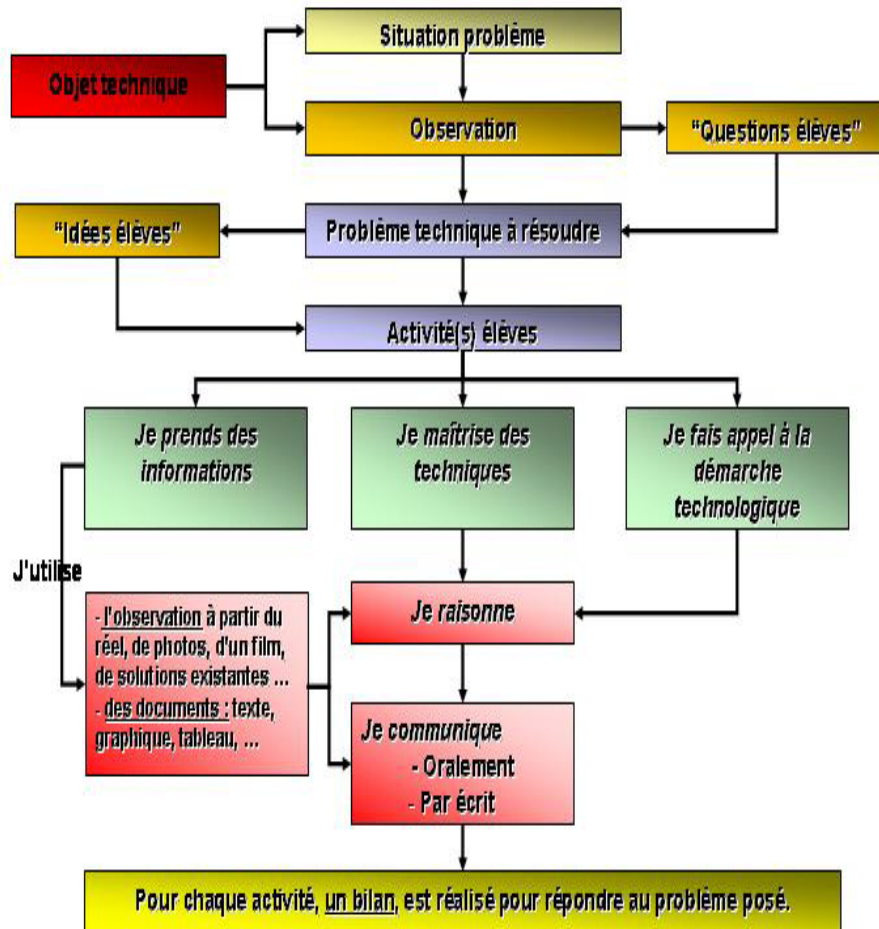 Situation problème
Objet technique
Observation
“Questions élèves”
“Idées élèves”
Problème technique à résoudre
Activité(s) élèves
Je prends des
informations
Je maîtrise des
techniques
Je fais appel à la
démarche
technologique
J'utilise
- l'observation à partir du
réel, de photos, d'un film,
de solutions existantes ...
- des documents : texte,
graphique, tableau, ...
Je raisonne
Je communique
- Oralement
- Par écrit
Pour chaque activité, un bilan, est réalisé pour répondre au problème posé.